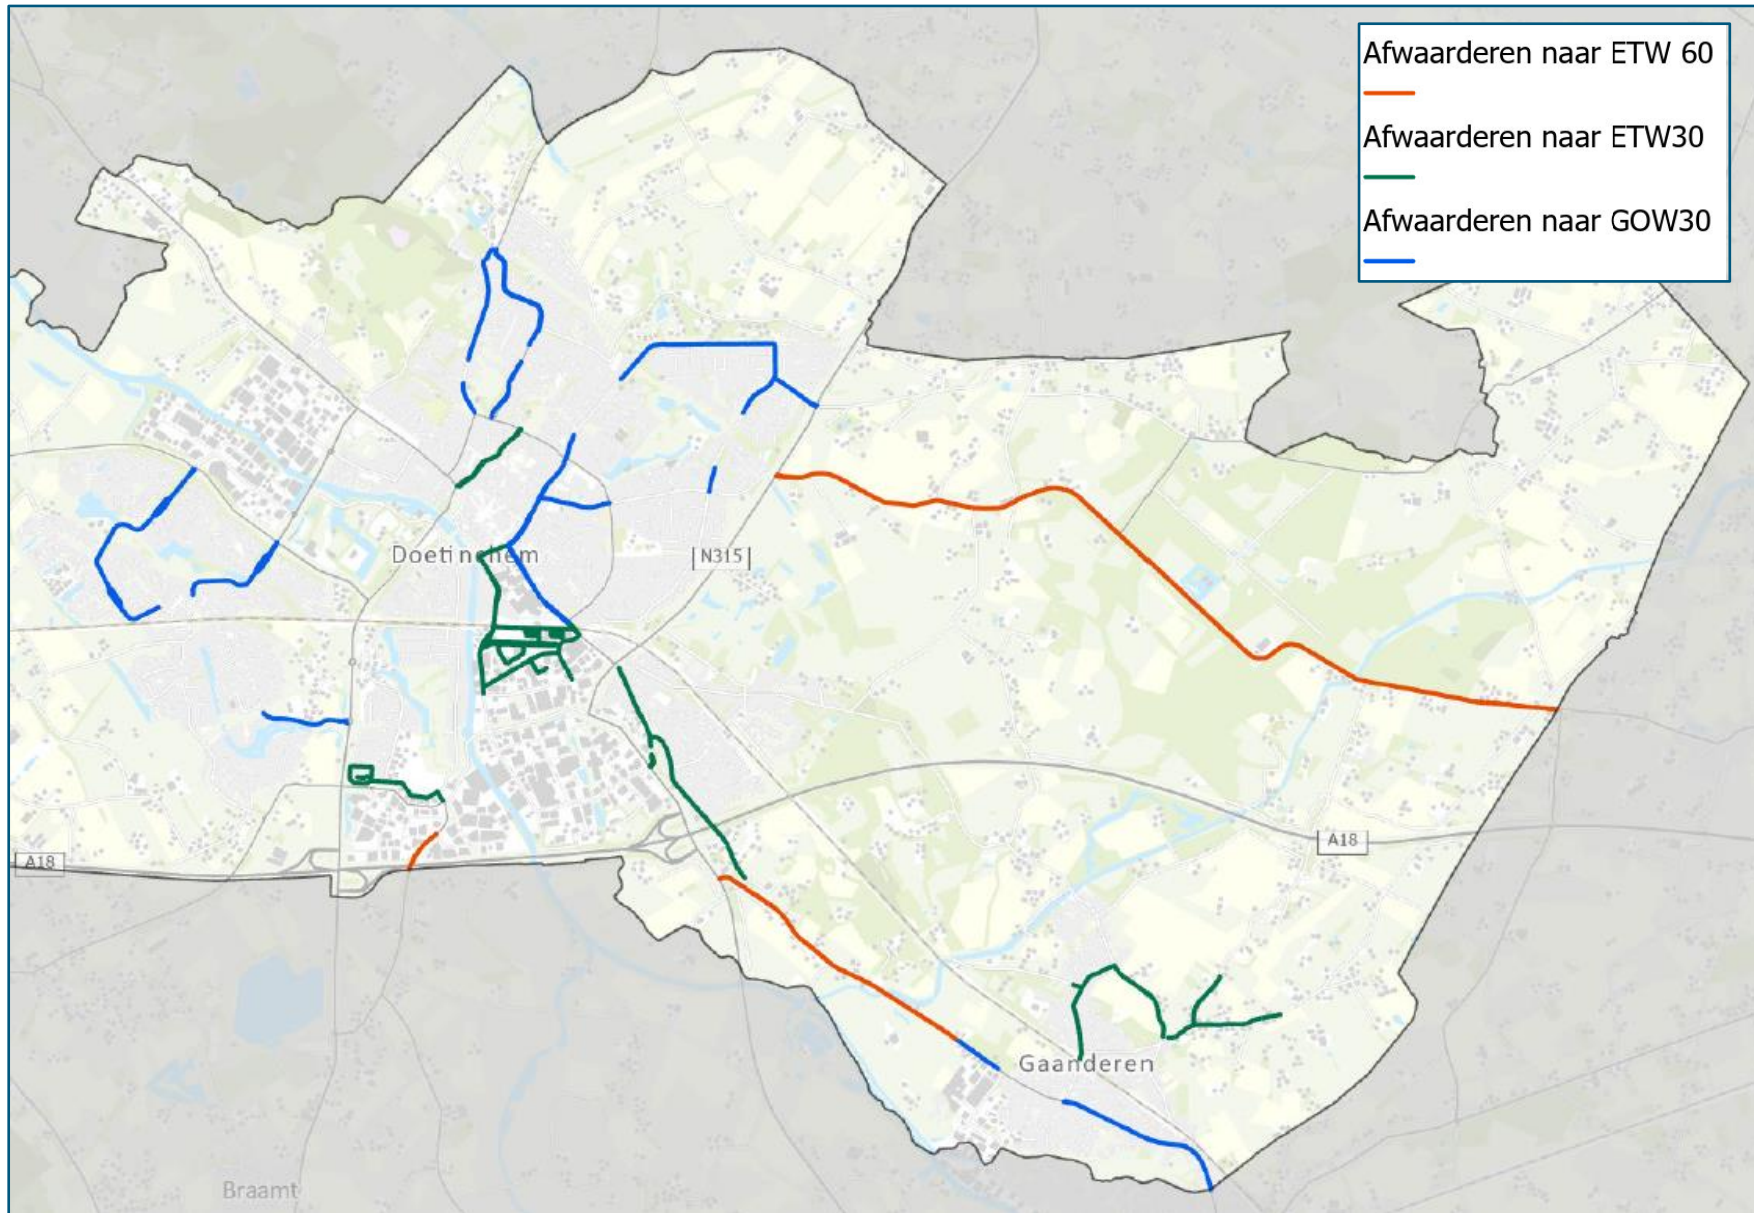 Afwaarderen naar ETW 60
Afwaarderen naar ETW30
Afwaarderen naar GOW30
Doetinchem
N315
A18
A18
Gaanderen
Braamt